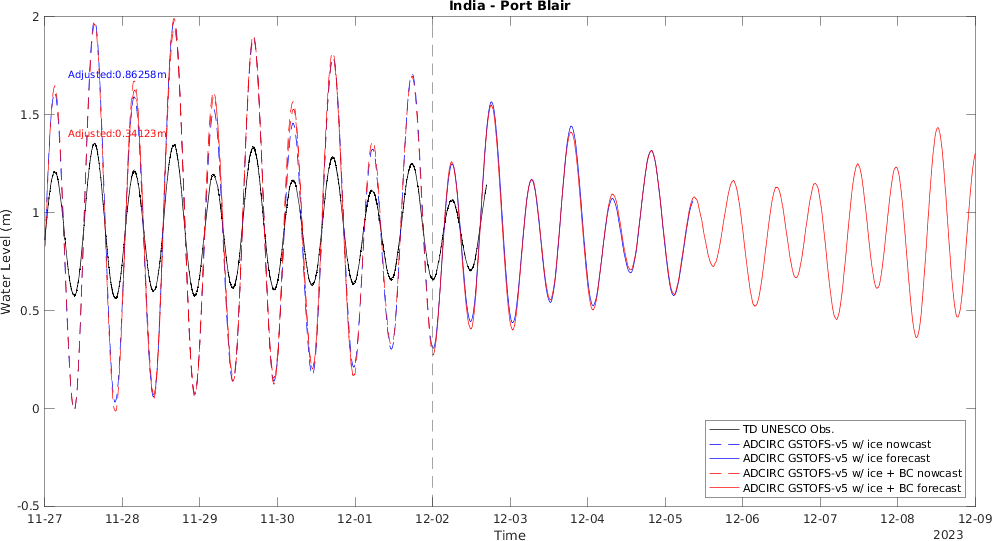 India - Port Blair
Water Level (m)
2
1.5
1
0.5
0
-0.5
Adjusted:0.86258m
Adjusted:0.34123m
TD UNESCO Obs.
ADCIRC GSTOFS-v5 w/ ice nowcast
ADCIRC GSTOFS-v5 w/ ice forecast
ADCIRC GSTOFS-v5 w/ ice + BC nowcast
ADCIRC GSTOFS-v5 w/ ice + BC forecast
11-27 11-28 11-29 11-30 12-01 12-02 12-03 12-04 12-05 12-06 12-07 12-08 12-09
Time
2023